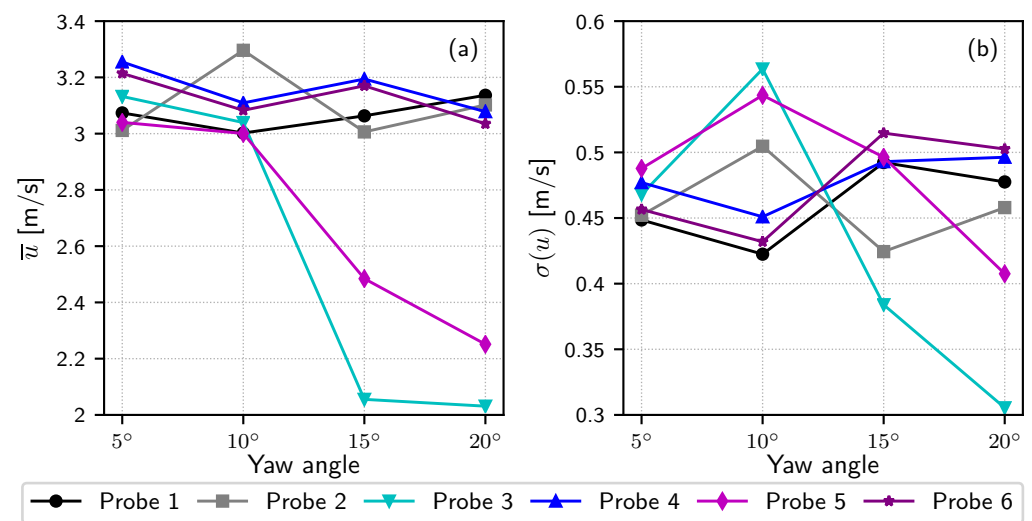 3.4
3.2
3
2.8
2.6
2.4
2.2
2
u̅ [m/s]
(a)
5° 10° 15° 20°
Yaw angle
0.6
0.55
0.5
0.45
0.4
0.35
0.3
σ(u) [m/s]
(b)
5° 10° 15° 20°
Yaw angle
Probe 1 Probe 2 Probe 3 Probe 4 Probe 5 Probe 6